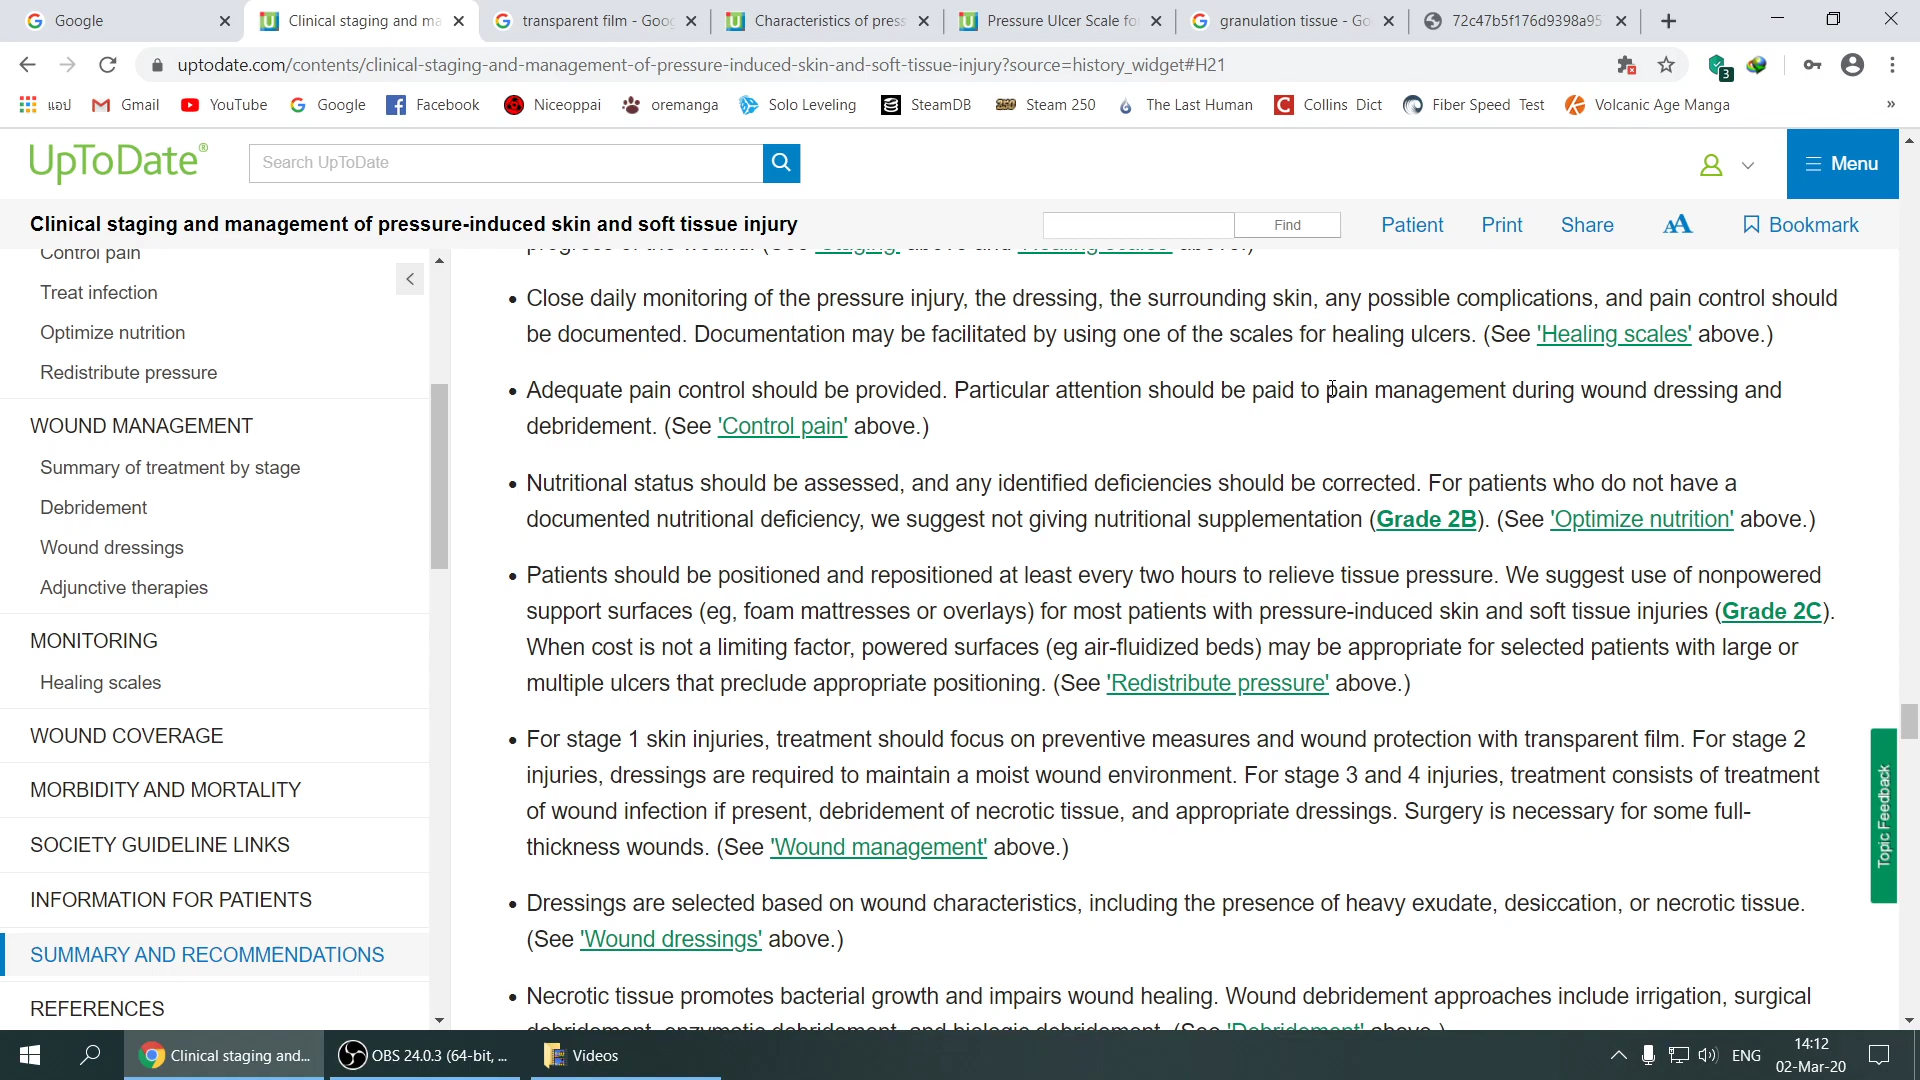 Google
Clinical staging and ma
transparent film - Goog
Characteristics of press
Pressure Ulcer Scale fo
granulation tissue - Go
72c47b5f176d9398a95
uptodate.com/contents/clinical-staging-and-management-of-pressure-induced-skin-and-soft-tissue-injury?source=history_widget#H21
3
แอป
Gmail
YouTube
Google
Facebook
Niceoppai
oremanga
Solo Leveling
SteamDB
Steam 250
The Last Human
Collins Dict
Fiber Speed Test
Volcanic Age Manga
»
UpToDate®
Search UpToDate
Menu
Clinical staging and management of pressure-induced skin and soft tissue injury
Find
Patient
Print
Share
AA
Bookmark
Control pain
Treat infection
Optimize nutrition
Redistribute pressure
WOUND MANAGEMENT
Summary of treatment by stage
Debridement
Wound dressings
Adjunctive therapies
MONITORING
Healing scales
WOUND COVERAGE
MORBIDITY AND MORTALITY
SOCIETY GUIDELINE LINKS
INFORMATION FOR PATIENTS
SUMMARY AND RECOMMENDATIONS
REFERENCES
• Close daily monitoring of the pressure injury, the dressing, the surrounding skin, any possible complications, and pain control should
be documented. Documentation may be facilitated by using one of the scales for healing ulcers. (See 'Healing scales' above.)
• Adequate pain control should be provided. Particular attention should be paid to pain management during wound dressing and
debridement. (See 'Control pain' above.)
• Nutritional status should be assessed, and any identified deficiencies should be corrected. For patients who do not have a
documented nutritional deficiency, we suggest not giving nutritional supplementation (Grade 2B). (See 'Optimize nutrition' above.)
• Patients should be positioned and repositioned at least every two hours to relieve tissue pressure. We suggest use of nonpowered
support surfaces (eg, foam mattresses or overlays) for most patients with pressure-induced skin and soft tissue injuries (Grade 2C).
When cost is not a limiting factor, powered surfaces (eg air-fluidized beds) may be appropriate for selected patients with large or
multiple ulcers that preclude appropriate positioning. (See 'Redistribute pressure' above.)
• For stage 1 skin injuries, treatment should focus on preventive measures and wound protection with transparent film. For stage 2
injuries, dressings are required to maintain a moist wound environment. For stage 3 and 4 injuries, treatment consists of treatment
of wound infection if present, debridement of necrotic tissue, and appropriate dressings. Surgery is necessary for some full-
thickness wounds. (See 'Wound management' above.)
• Dressings are selected based on wound characteristics, including the presence of heavy exudate, desiccation, or necrotic tissue.
(See 'Wound dressings' above.)
• Necrotic tissue promotes bacterial growth and impairs wound healing. Wound debridement approaches include irrigation, surgical
debridement, enzymatic debridement, and biologic debridement. (See 'Debridement' above.)
Topic Feedback
Clinical staging and...
OBS 24.0.3 (64-bit, ...
Videos
ENG
14:12
02-Mar-20